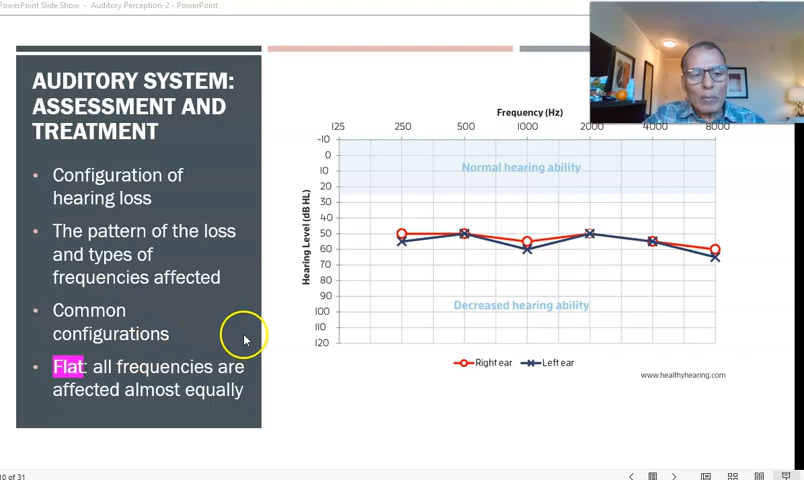 PowerPoint Slide Show - Auditory Perception-2 - PowerPoint
AUDITORY SYSTEM:
ASSESSMENT AND
TREATMENT
• Configuration of
hearing loss
• The pattern of the loss
and types of
frequencies affected
• Common
configurations
• Flat: all frequencies are
affected almost equally
Frequency (Hz)
125 250 500 1000 2000 4000 8000
-10
0
10
20
30
40
50
60
70
80
90
100
110
120
Hearing Level (dB HL)
Normal hearing ability
Decreased hearing ability
Right ear Left ear
www.healthyhearing.com
10 of 31